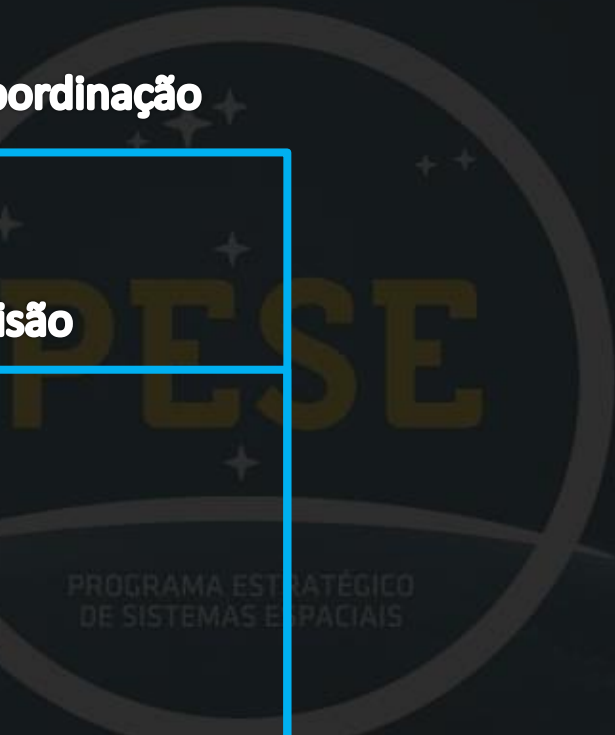 oordinação
isão
PESE
PROGRAMA ESTRATÉGICO
DE SISTEMAS ESPACIAIS